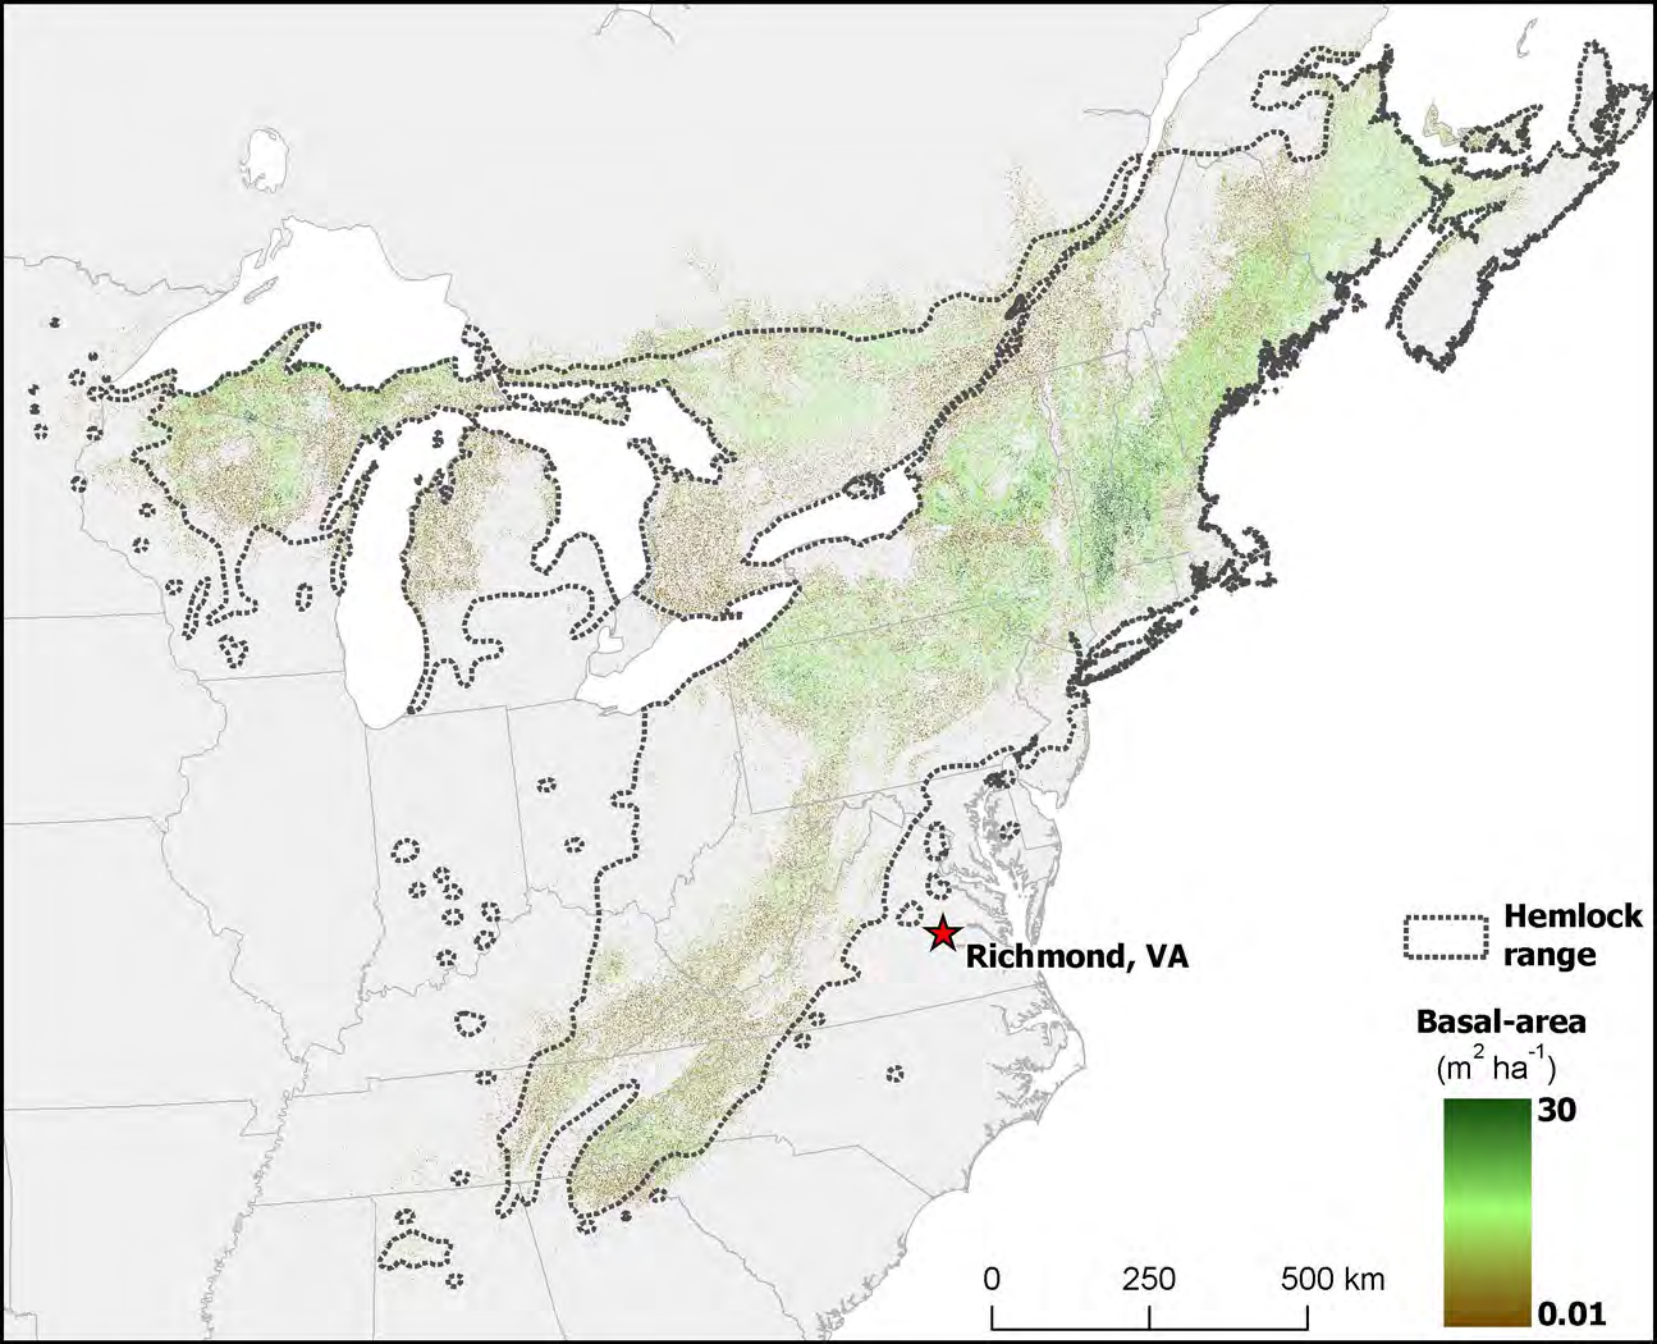 Richmond, VA
Hemlock
range
Basal-area
(m² ha⁻¹)
30
0.01
0 250 500 km